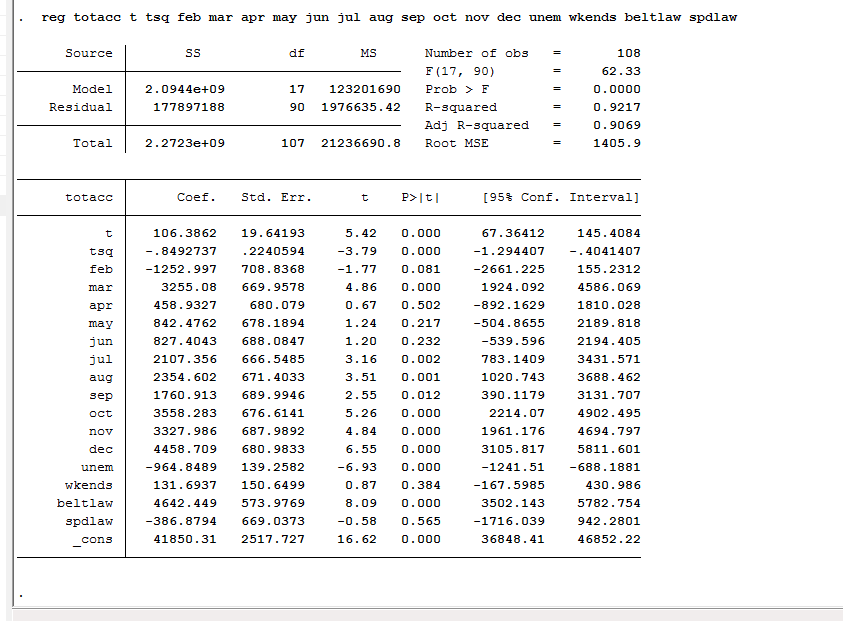 . reg totacc t tsq feb mar apr may jun jul aug sep oct nov dec unem wkends beltlaw spdlaw
Source SS df MS Number of obs = 108
F(17, 90) = 62.33
Model 2.0944e+09 17 123201690 Prob > F = 0.0000
Residual 177897188 90 1976635.42 R-squared = 0.9217
Adj R-squared = 0.9069
Total 2.2723e+09 107 21236690.8 Root MSE = 1405.9
totacc Coef. Std. Err. t P>|t| [95% Conf. Interval]
t 106.3862 19.64193 5.42 0.000 67.36412 145.4084
tsq -.8492737 .2240594 -3.79 0.000 -1.294407 -.4041407
feb -1252.997 708.8368 -1.77 0.081 -2661.225 155.2312
mar 3255.08 669.9578 4.86 0.000 1924.092 4586.069
apr 458.9327 680.079 0.67 0.502 -892.1629 1810.028
may 842.4762 678.1894 1.24 0.217 -504.8655 2189.818
jun 827.4043 688.0847 1.20 0.232 -539.596 2194.405
jul 2107.356 666.5485 3.16 0.002 783.1409 3431.571
aug 2354.602 671.4033 3.51 0.001 1020.743 3688.462
sep 1760.913 689.9946 2.55 0.012 390.1179 3131.707
oct 3558.283 676.6141 5.26 0.000 2214.07 4902.495
nov 3327.986 687.9892 4.84 0.000 1961.176 4694.797
dec 4458.709 680.9833 6.55 0.000 3105.817 5811.601
unem -964.8489 139.2582 -6.93 0.000 -1241.51 -688.1881
wkends 131.6937 150.6499 0.87 0.384 -167.5985 430.986
beltlaw 4642.449 573.9769 8.09 0.000 3502.143 5782.754
spdlaw -386.8794 669.0373 -0.58 0.565 -1716.039 942.2801
_cons 41850.31 2517.727 16.62 0.000 36848.41 46852.22
.